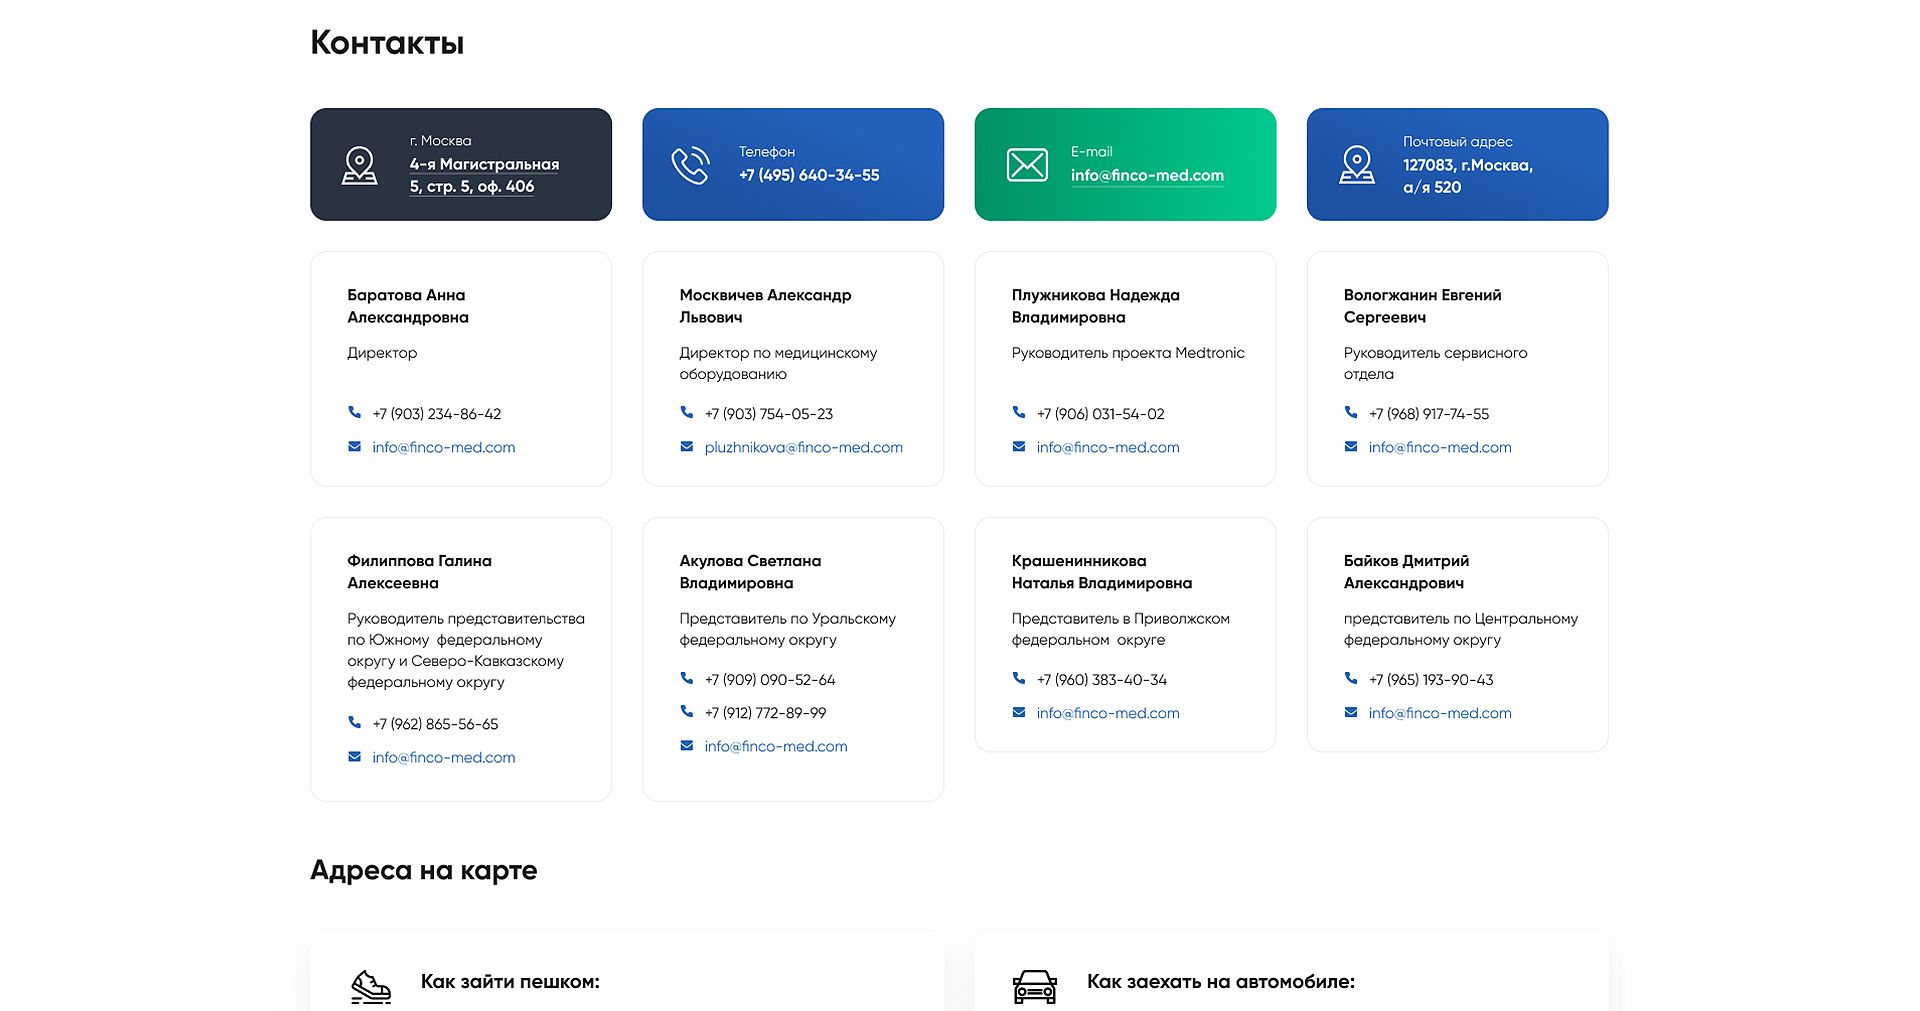 Контакты
г. Москва
4-я Магистральная
5, стр. 5, оф. 406
Телефон
+7 (495) 640-34-55
E-mail
info@finco-med.com
Почтовый адрес
127083, г.Москва,
а/я 520
Баратова Анна
Александровна
Директор
+7 (903) 234-86-42
info@finco-med.com
Москвичев Александр
Львович
Директор по медицинскому
оборудованию
+7 (903) 754-05-23
pluzhnikova@finco-med.com
Плужникова Надежда
Владимировна
Руководитель проекта Medtronic
+7 (906) 031-54-02
info@finco-med.com
Вологжанин Евгений
Сергеевич
Руководитель сервисного
отдела
+7 (968) 917-74-55
info@finco-med.com
Филиппова Галина
Алексеевна
Руководитель представительства
по Южному федеральному
округу и Северо-Кавказскому
федеральному округу
+7 (962) 865-56-65
info@finco-med.com
Акулова Светлана
Владимировна
Представитель по Уральскому
федеральному округу
+7 (909) 090-52-64
+7 (912) 772-89-99
info@finco-med.com
Крашенинникова
Наталья Владимировна
Представитель в Приволжском
федеральном округе
+7 (960) 383-40-34
info@finco-med.com
Байков Дмитрий
Александрович
представитель по Центральному
федеральному округу
+7 (965) 193-90-43
info@finco-med.com
Адреса на карте
Как зайти пешком:
Как заехать на автомобиле: